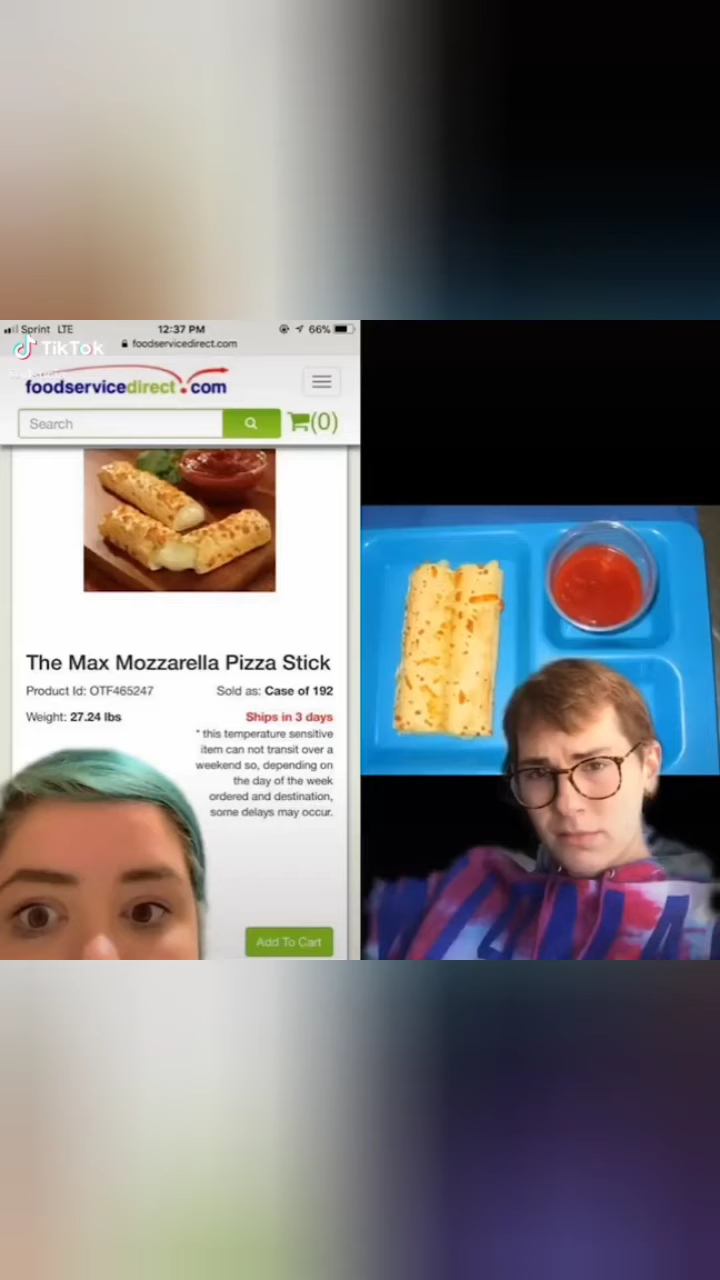 Sprint LTE 12:37 PM 66%
TikTok
foodservicedirect.com
foodservicedirect.com
Search
(0)
The Max Mozzarella Pizza Stick
Product Id: OTF465247 Sold as: Case of 192
Weight: 27.24 lbs Ships in 3 days
* this temperature sensitive
item can not transit over a
weekend so, depending on
the day of the week
ordered and destination,
some delays may occur.
Add To Cart